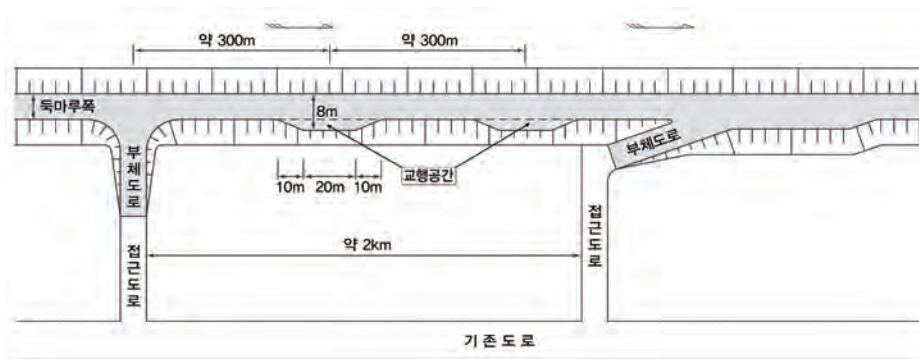 약 300m
약 300m
둑마루폭
8m
부체도로
부체도로
교행공간
10m
20m
10m
접근도로
접근도로
약 2km
기존도로